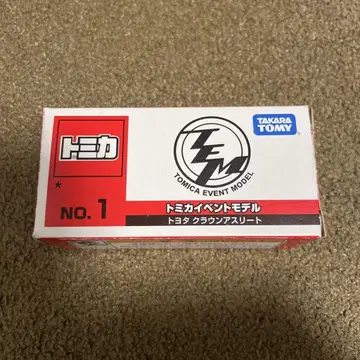 トミカ
TEM
TOMICA EVENT MODEL
TAKARA
TOMY
NO. 1
トミカイベントモデル
トヨタ クラウンアスリート